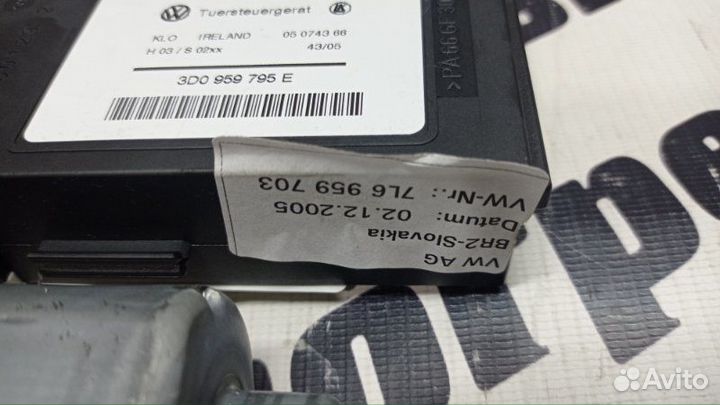 Tuersteuergerät
KLO IRELAND 05 0743 66
H 03 / S 02xx 43/05
3D0 959 795 E
VW AG
BR2-Slovakia
Datum: 02.12.2005
VW-Nr.: 7L6 959 703
Avito